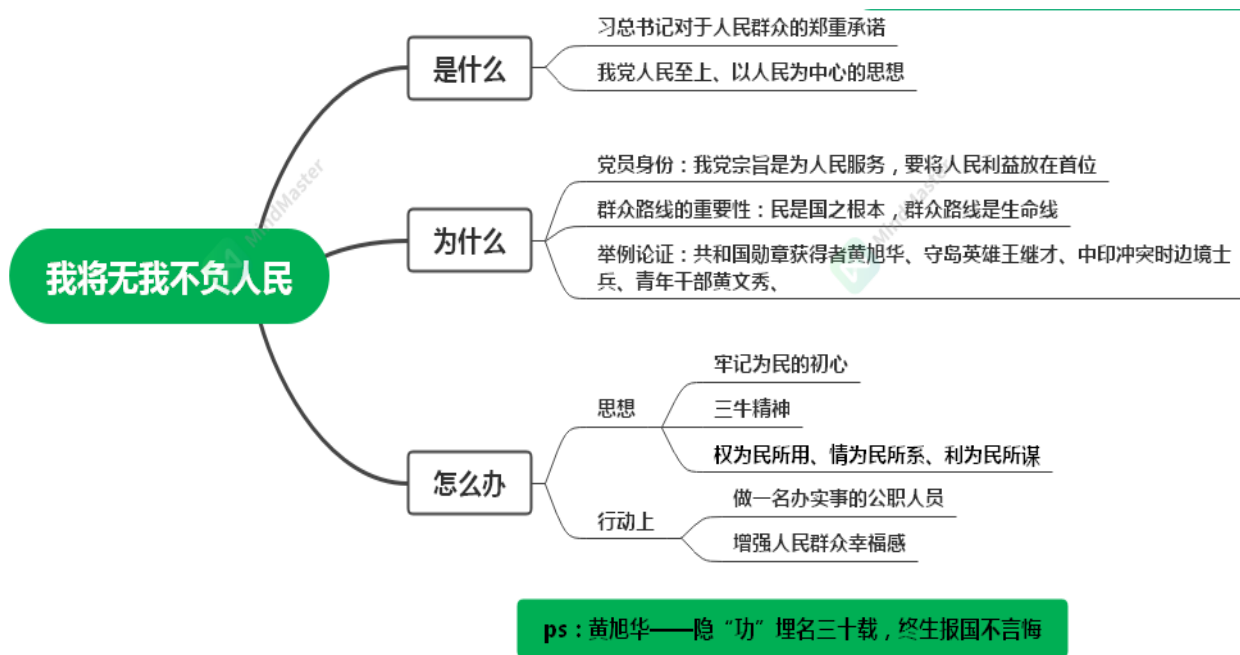 习总书记对于人民群众的郑重承诺
是什么
我党人民至上、以人民为中心的思想
党员身份：我党宗旨是为人民服务，要将人民利益放在首位
群众路线的重要性：民是国之根本，群众路线是生命线
为什么
举例论证：共和国勋章获得者黄旭华、守岛英雄王继才、中印冲突时边境士
兵、青年干部黄文秀、
我将无我不负人民
牢记为民的初心
思想
三牛精神
权为民所用、情为民所系、利为民所谋
怎么办
做一名办实事的公职人员
行动上
增强人民群众幸福感
ps：黄旭华——隐“功”埋名三十载，终生报国不言悔
MindMaster
MindMaster